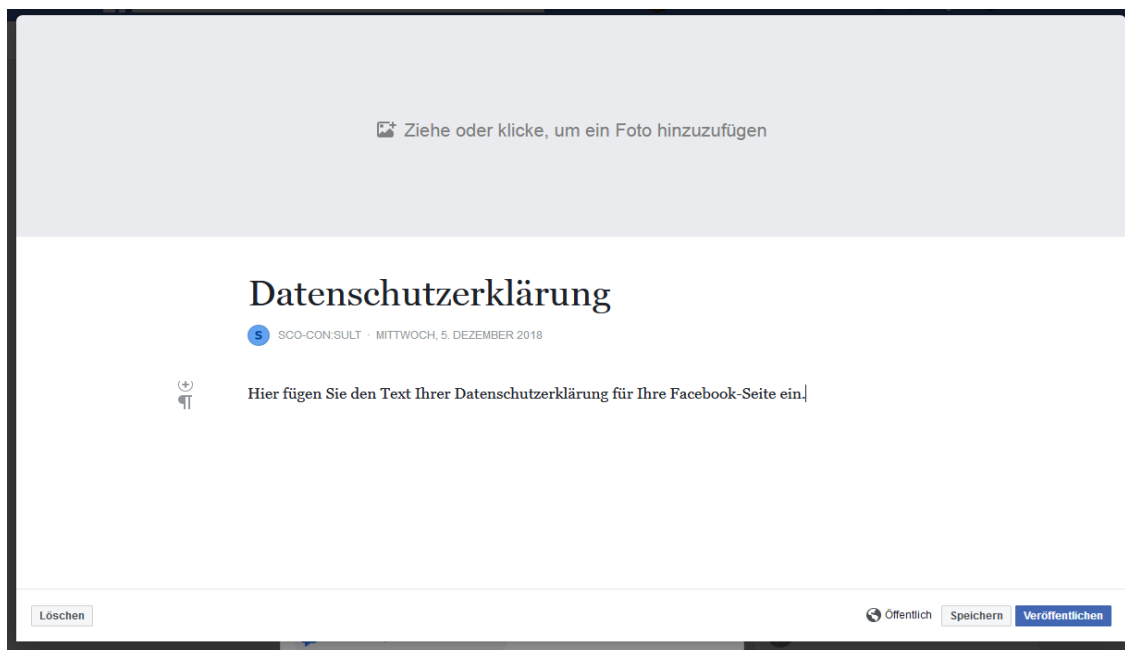 Ziehe oder klicke, um ein Foto hinzuzufügen
Datenschutzerklärung
S SCO-CON:SULT · MITTWOCH, 5. DEZEMBER 2018
Hier fügen Sie den Text Ihrer Datenschutzerklärung für Ihre Facebook-Seite ein.
Löschen Öffentlich Speichern Veröffentlichen